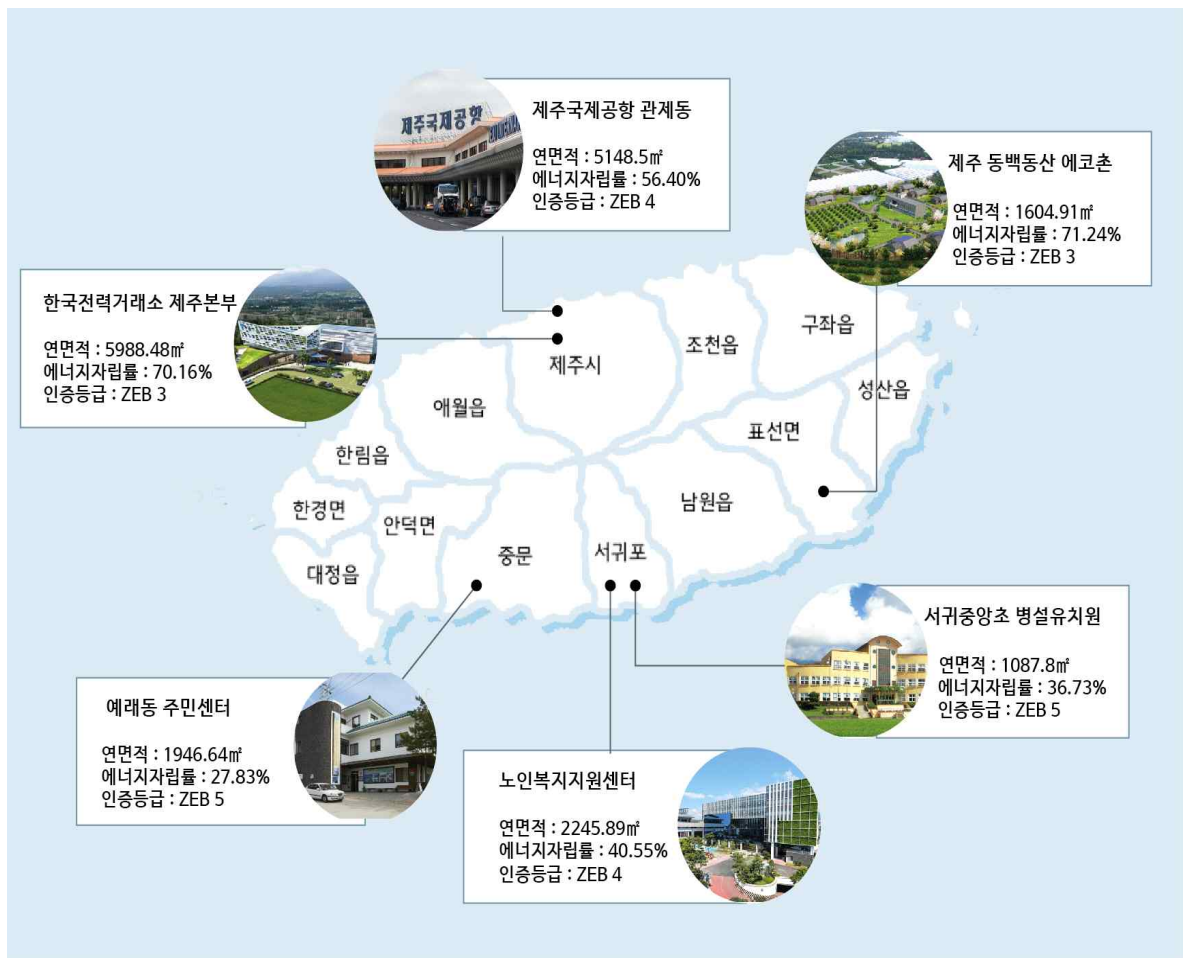 제주국제공항
제주국제공항 관제동
연면적 : 5148.5㎡
에너지자립률 : 56.40%
인증등급 : ZEB 4
제주 동백동산 에코촌
연면적 : 1604.91㎡
에너지자립률 : 71.24%
인증등급 : ZEB 3
한국전력거래소 제주본부
연면적 : 5988.48㎡
에너지자립률 : 70.16%
인증등급 : ZEB 3
구좌읍
조천읍
제주시
성산읍
애월읍
표선면
한림읍
남원읍
한경면
안덕면
중문
서귀포
대정읍
서귀중앙초 병설유치원
연면적 : 1087.8㎡
에너지자립률 : 36.73%
인증등급 : ZEB 5
예래동 주민센터
연면적 : 1946.64㎡
에너지자립률 : 27.83%
인증등급 : ZEB 5
노인복지지원센터
연면적 : 2245.89㎡
에너지자립률 : 40.55%
인증등급 : ZEB 4